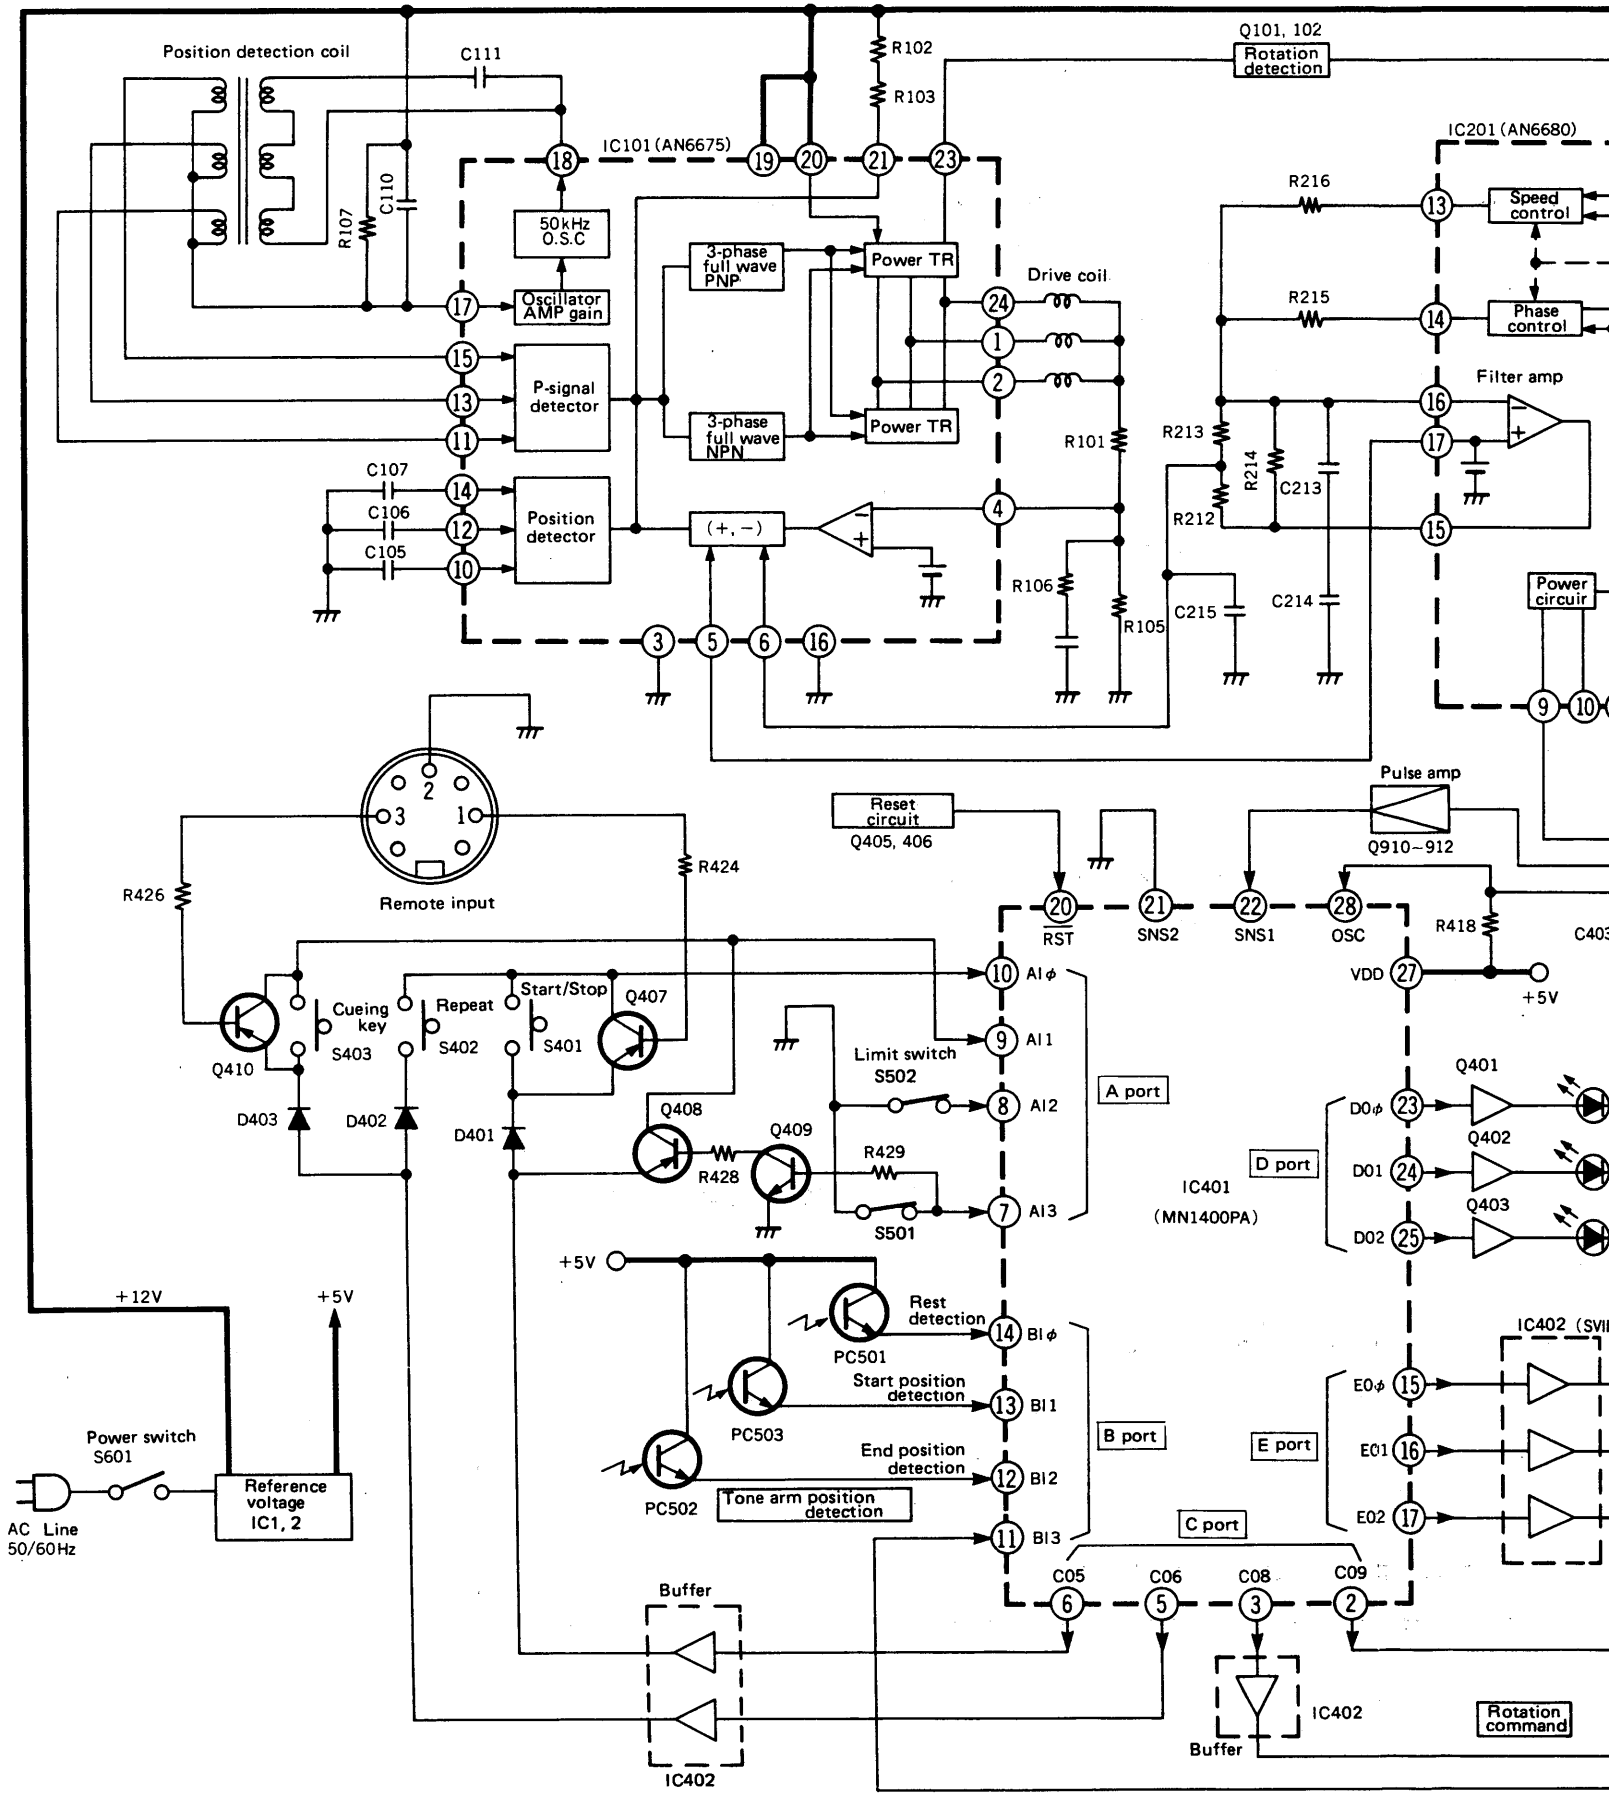 Position detection coil
C111
R102
R103
Q101, 102
Rotation
detection
IC101 (AN6675)
IC201 (AN6680)
18
19
20
21
23
R107
C110
50kHz
O.S.C
Oscillator
AMP gain
17
15
13
11
P-signal
detector
3-phase
full wave
PNP
3-phase
full wave
NPN
Power TR
Power TR
Drive coil
24
1
2
R101
R216
13
Speed
control
R215
14
Phase
control
Filter amp
16
17
15
R213
R214
R212
C213
C214
C215
C107
C106
C105
14
12
10
Position
detector
(+, −)
−
+
−
+
4
R106
R105
3
5
6
16
Power
circuir
9
10
2
3
1
R426
R424
Remote input
Reset
circuit
Q405, 406
Pulse amp
Q910~912
20
21
22
28
RST
SNS2
SNS1
OSC
R418
C403
VDD
27
+5V
10
AIφ
9
AI1
8
AI2
7
AI3
A port
Cueing
key
S403
Repeat
S402
Start/Stop
S401
Q407
Q410
D403
D402
D401
Q408
Q409
R428
R429
Limit switch
S502
S501
IC401
(MN1400PA)
D port
DOφ
23
DO1
24
DO2
25
Q401
Q402
Q403
+5V
PC501
PC503
PC502
Rest
detection
Start position
detection
End position
detection
Tone arm position
detection
14
BIφ
13
BI1
12
BI2
11
BI3
B port
+12V
+5V
Power switch
S601
AC Line
50/60Hz
Reference
voltage
IC1, 2
E port
EOφ
15
EO1
16
EO2
17
IC402
C port
CO5
CO6
CO8
CO9
6
5
3
2
Buffer
IC402
Buffer
IC402
Rotation
command